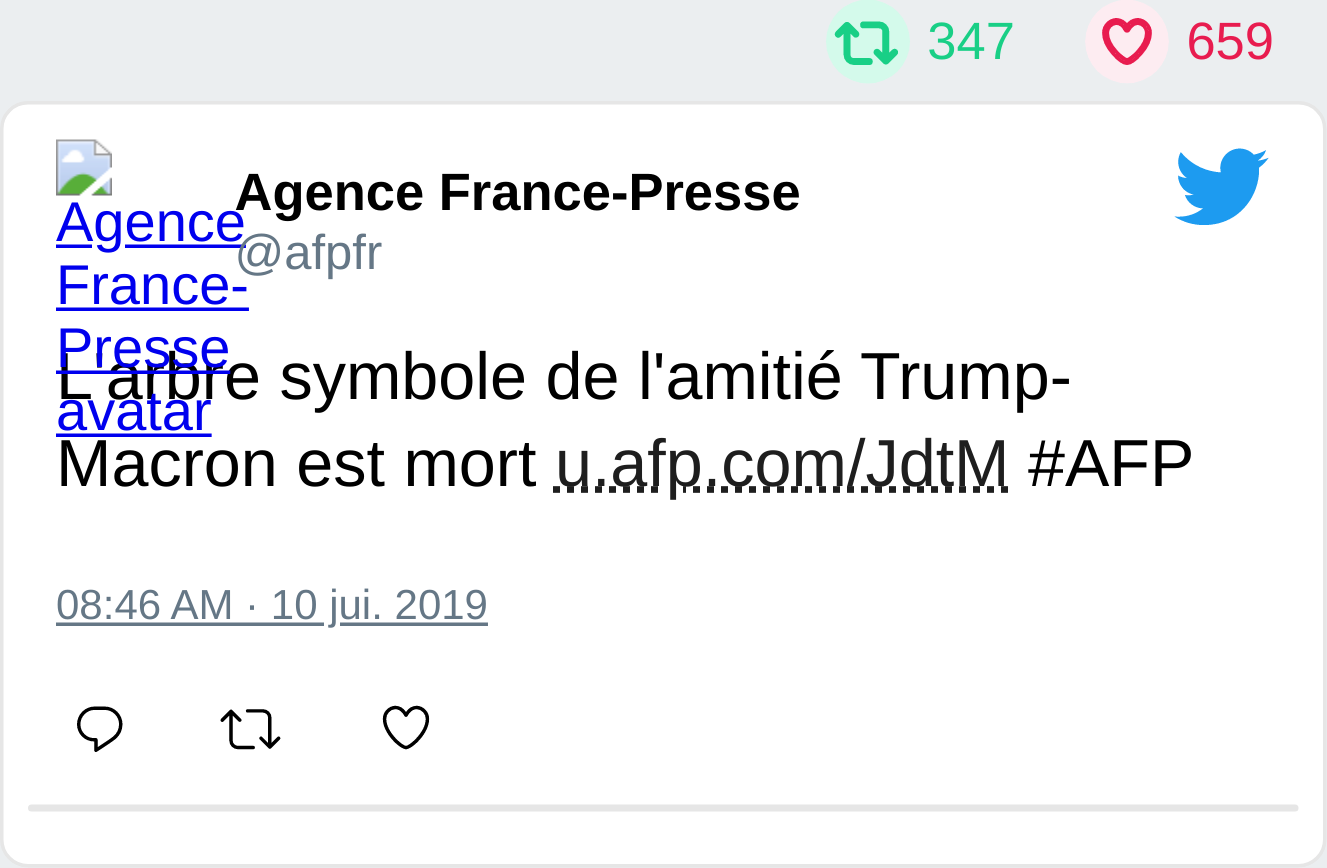 347 659
Agence France-Presse
@afpfr
Agence
France-
Presse
avatar
L'arbre symbole de l'amitié Trump-
Macron est mort u.afp.com/JdtM #AFP
08:46 AM · 10 jui. 2019